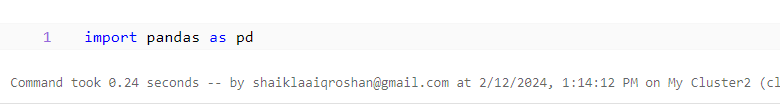 1 import pandas as pd
Command took 0.24 seconds -- by shaiklaaiqroshan@gmail.com at 2/12/2024, 1:14:12 PM on My Cluster2 (cl